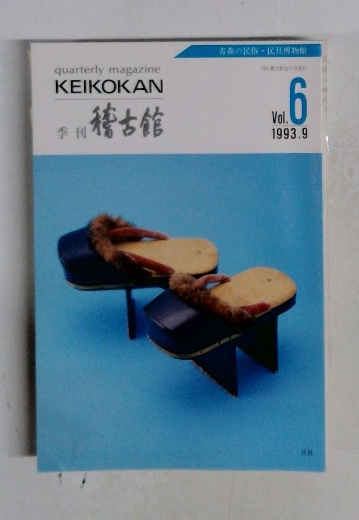 青森の民俗・民具博物館
quarterly magazine
KEIKOKAN
季刊 稽古館
Vol. 6
1993.9